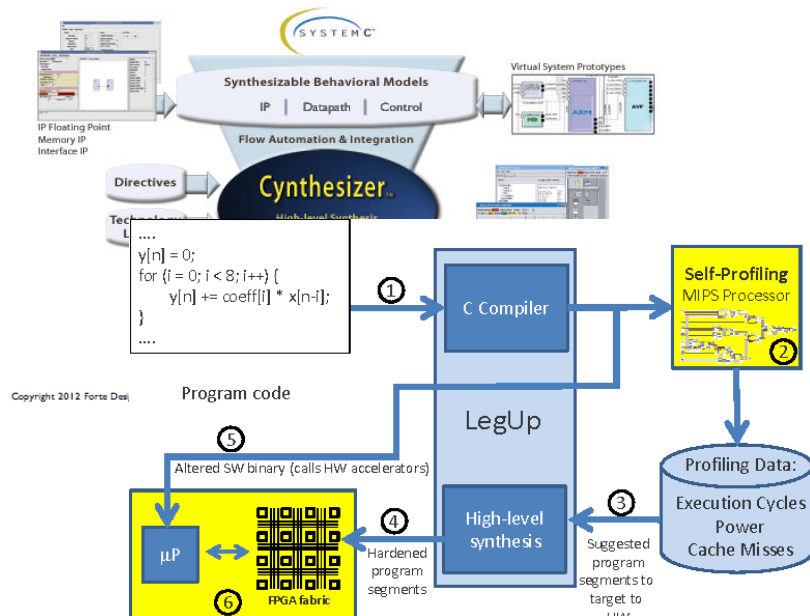 SYSTEMC
Synthesizable Behavioral Models
IP | Datapath | Control
Virtual System Prototypes
ARM
IP Floating Point
Memory IP
Interface IP
Flow Automation & Integration
Directives
Cynthesizer
High-level Synthesis
....
y[n] = 0;
for (i = 0; i < 8; i++) {
y[n] += coeff[i] * x[n-i];
}
....
1
C Compiler
Self-Profiling
MIPS Processor
2
Copyright 2012 Forte
Program code
LegUp
5
Altered SW binary (calls HW accelerators)
Profiling Data:
Execution Cycles
Power
Cache Misses
μP
FPGA fabric
6
4
Hardened
program
segments
High-level
synthesis
3
Suggested
program
segments to
target to
HW